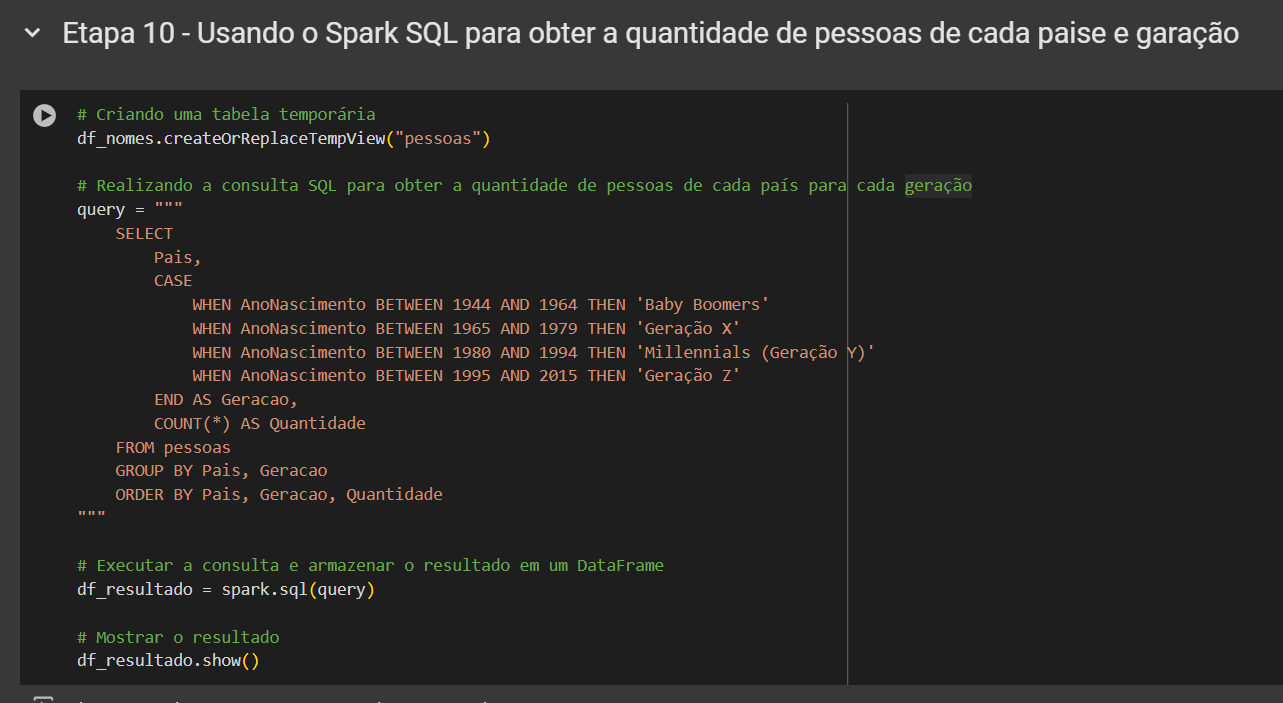 Etapa 10 - Usando o Spark SQL para obter a quantidade de pessoas de cada paise e garação
# Criando uma tabela temporária
df_nomes.createOrReplaceTempView("pessoas")
# Realizando a consulta SQL para obter a quantidade de pessoas de cada país para cada geração
query = """
SELECT
Pais,
CASE
WHEN AnoNascimento BETWEEN 1944 AND 1964 THEN 'Baby Boomers'
WHEN AnoNascimento BETWEEN 1965 AND 1979 THEN 'Geração X'
WHEN AnoNascimento BETWEEN 1980 AND 1994 THEN 'Millennials (Geração Y)'
WHEN AnoNascimento BETWEEN 1995 AND 2015 THEN 'Geração Z'
END AS Geracao,
COUNT(*) AS Quantidade
FROM pessoas
GROUP BY Pais, Geracao
ORDER BY Pais, Geracao, Quantidade
"""
# Executar a consulta e armazenar o resultado em um DataFrame
df_resultado = spark.sql(query)
# Mostrar o resultado
df_resultado.show()